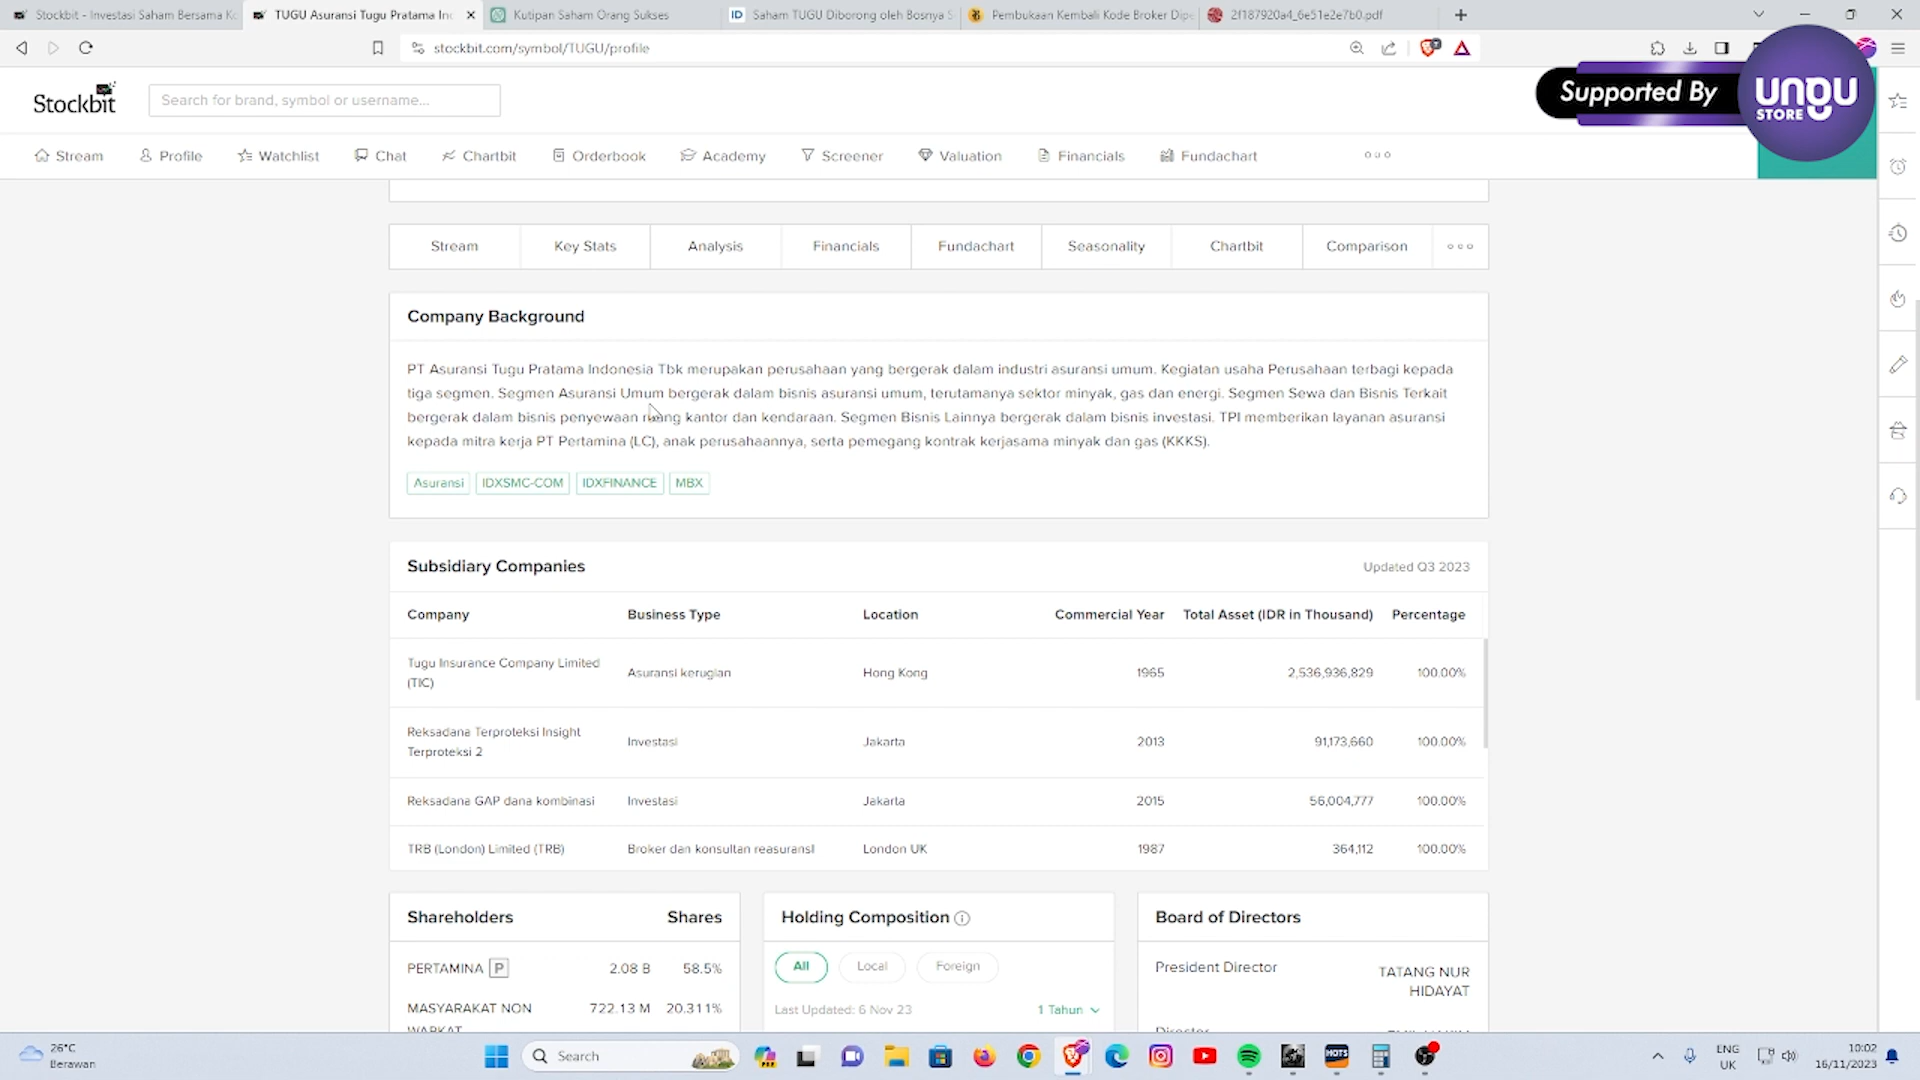 Stockbit - Investasi Saham Bersama Ko
TUGU Asuransi Tugu Pratama Ind
Kutipan Saham Orang Sukses
ID Saham TUGU Diborong oleh Bosnya S
Pembukaan Kembali Kode Broker Dipe
2f187920a4_6e51e2e7b0.pdf
stockbit.com/symbol/TUGU/profile
Supported By
UNGU
STORE
Stockbit
Search for brand, symbol or username...
Stream Profile Watchlist Chat Chartbit Orderbook Academy Screener Valuation Financials Fundachart
Stream Key Stats Analysis Financials Fundachart Seasonality Chartbit Comparison
Company Background
PT Asuransi Tugu Pratama Indonesia Tbk merupakan perusahaan yang bergerak dalam industri asuransi umum. Kegiatan usaha Perusahaan terbagi kepada
tiga segmen. Segmen Asuransi Umum bergerak dalam bisnis asuransi umum, terutamanya sektor minyak, gas dan energi. Segmen Sewa dan Bisnis Terkait
bergerak dalam bisnis penyewaan ruang kantor dan kendaraan. Segmen Bisnis Lainnya bergerak dalam bisnis investasi. TPI memberikan layanan asuransi
kepada mitra kerja PT Pertamina (LC), anak perusahaannya, serta pemegang kontrak kerjasama minyak dan gas (KKKS).
Asuransi IDXSMC-COM IDXFINANCE MBX
Subsidiary Companies Updated Q3 2023
Company Business Type Location Commercial Year Total Asset (IDR in Thousand) Percentage
Tugu Insurance Company Limited
(TIC) Asuransi kerugian Hong Kong 1965 2,536,936,829 100.00%
Reksadana Terproteksi Insight
Terproteksi 2 Investasi Jakarta 2013 91,173,660 100.00%
Reksadana GAP dana kombinasi Investasi Jakarta 2015 56,004,777 100.00%
TRB (London) Limited (TRB) Broker dan konsultan reasuransi London UK 1987 364,112 100.00%
Shareholders Shares
PERTAMINA P 2.08 B 58.5%
MASYARAKAT NON 722.13 M 20.311%
WARKAT
Holding Composition
All Local Foreign
Last Updated: 6 Nov 23 1 Tahun
Board of Directors
President Director TATANG NUR
HIDAYAT
Director
26°C
Berawan
Search
HOTS
ENG
UK
10:02
16/11/2023